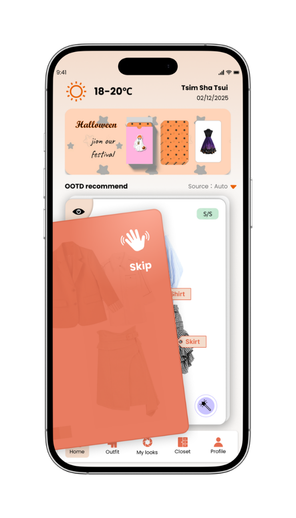 9:41
18-20°C
Tsim Sha Tsui
02/12/2025
Halloween
jion our
festival
OOTD recommend
Source : Auto
S/S
Skip
Shirt
Skirt
Home
Outfit
My looks
Closet
Profile